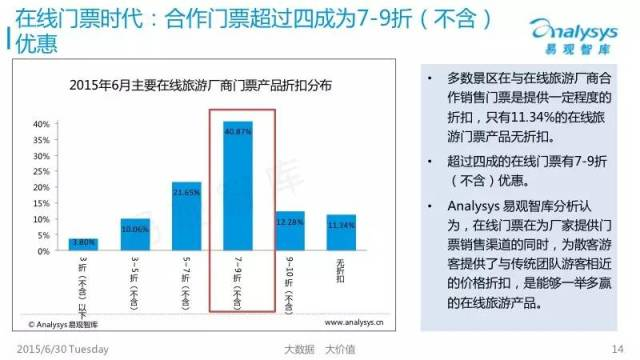 在线门票时代：合作门票超过四成为7-9折（不含）
优惠
Analysys
易观智库
2015年6月主要在线旅游厂商门票产品折扣分布
40%
35%
30%
25%
20%
15%
10%
5%
0%
3.80%
10.06%
21.65%
40.87%
12.28%
11.34%
3折（不含）以下
3-5折（不含）
5-7折（不含）
7-9折（不含）
9-10折（不含）
无折扣
易观智库
© Analysys 易观智库
www.analysys.cn
• 多数景区在与在线旅游厂商合
作销售门票是提供一定程度的
折扣，只有11.34%的在线旅
游门票产品无折扣。
• 超过四成的在线门票有7-9折
（不含）优惠。
• Analysys 易观智库分析认
为，在线门票在为厂家提供门
票销售渠道的同时，为散客游
客提供了与传统团队游客相近
的价格折扣，是能够一举多赢
的在线旅游产品。
2015/6/30 Tuesday
大数据 大价值
14